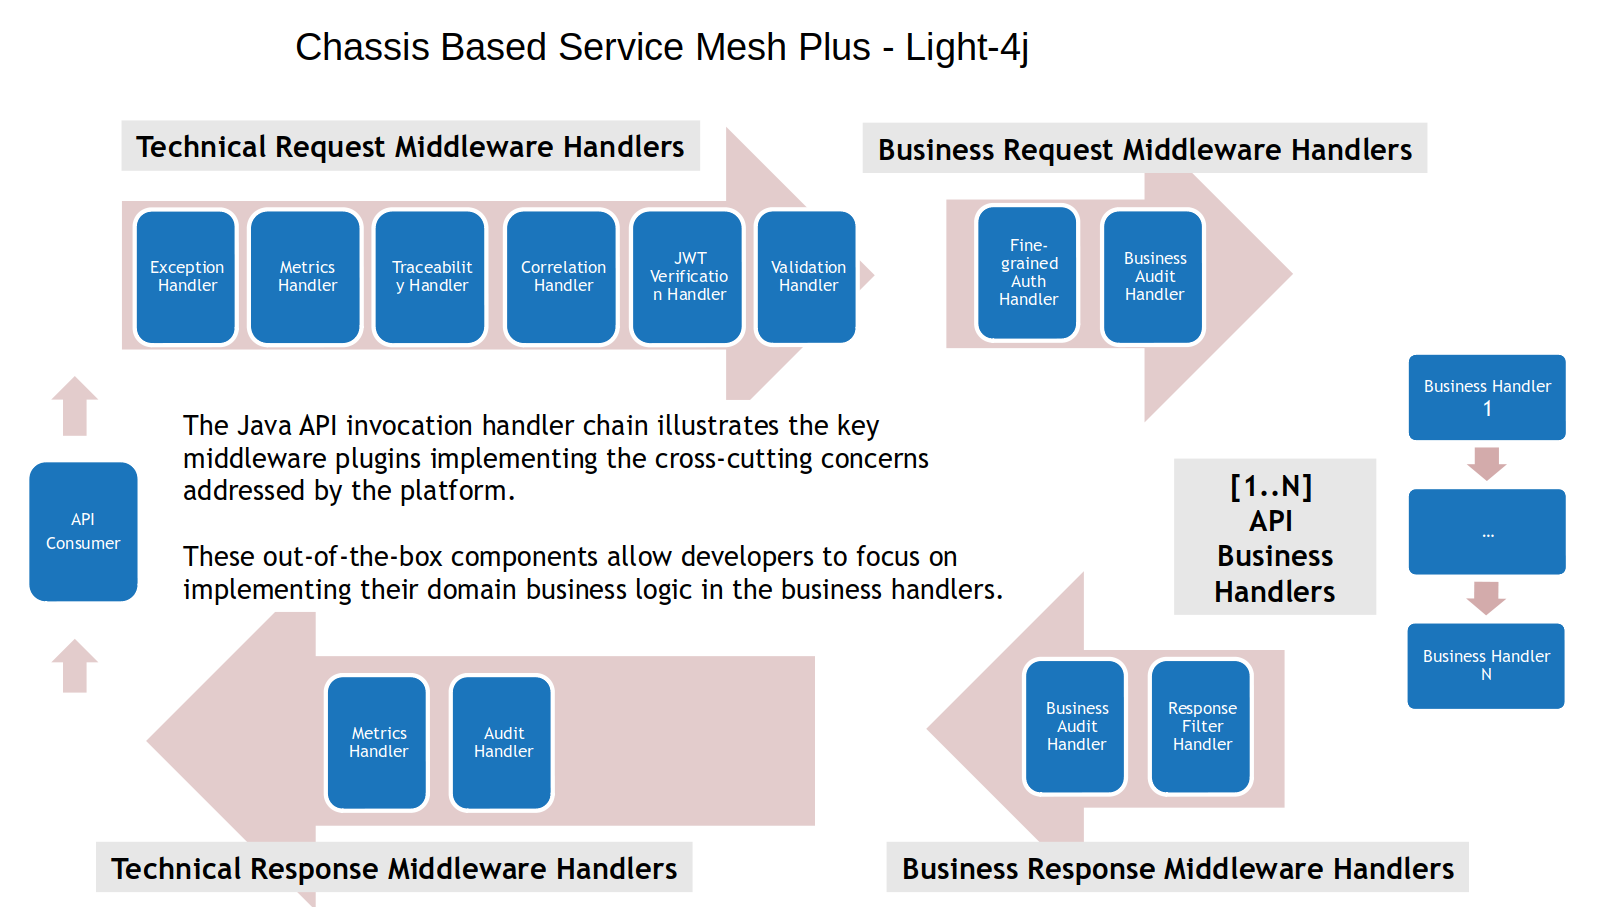 Chassis Based Service Mesh Plus - Light-4j
Technical Request Middleware Handlers
Business Request Middleware Handlers
Exception
Handler
Metrics
Handler
Traceabilit
y Handler
Correlation
Handler
JWT
Verificatio
n Handler
Validation
Handler
Fine-
grained
Auth
Handler
Business
Audit
Handler
Business Handler
1
...
Business Handler
N
[1..N]
API
Business
Handlers
API
Consumer
The Java API invocation handler chain illustrates the key
middleware plugins implementing the cross-cutting concerns
addressed by the platform.
These out-of-the-box components allow developers to focus on
implementing their domain business logic in the business handlers.
Metrics
Handler
Audit
Handler
Business
Audit
Handler
Response
Filter
Handler
Technical Response Middleware Handlers
Business Response Middleware Handlers